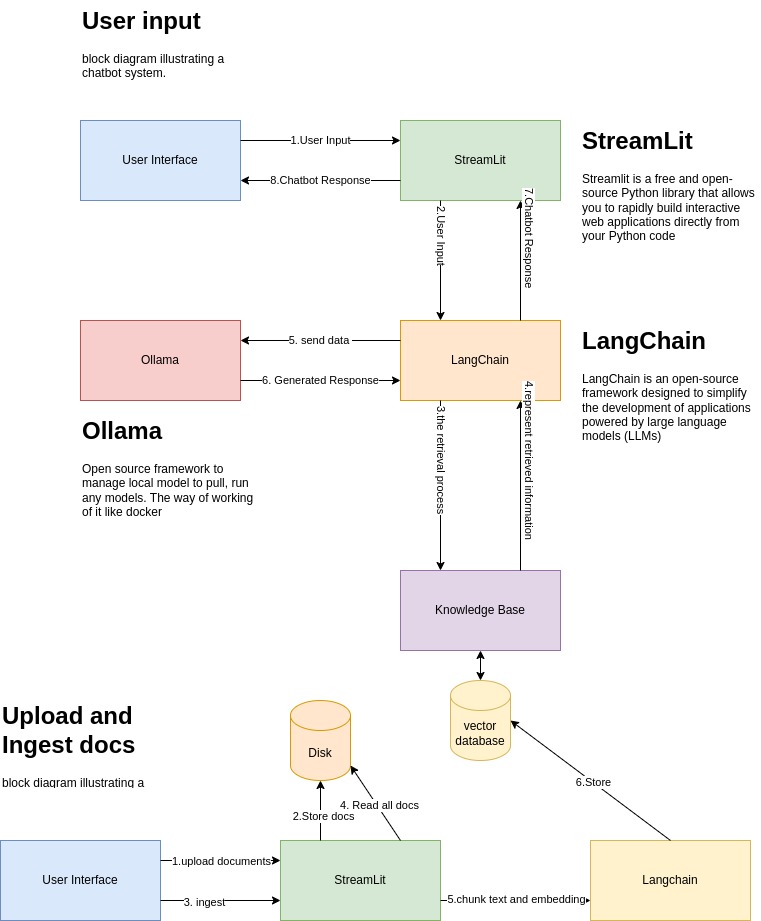 User input
block diagram illustrating a
chatbot system.
User Interface
1.User Input
8.Chatbot Response
StreamLit
StreamLit
Streamlit is a free and open-
source Python library that allows
you to rapidly build interactive
web applications directly from
your Python code
2.User Input
7.Chatbot Response
Ollama
5. send data
6. Generated Response
LangChain
LangChain
LangChain is an open-source
framework designed to simplify
the development of applications
powered by large language
models (LLMs)
Ollama
Open source framework to
manage local model to pull, run
any models. The way of working
of it like docker
3.the retrieval process
4.represent retrieved information
Knowledge Base
vector
database
Upload and
Ingest docs
block diagram illustrating a
Disk
2.Store docs
4. Read all docs
6.Store
User Interface
1.upload documents
3. ingest
StreamLit
5.chunk text and embedding
Langchain